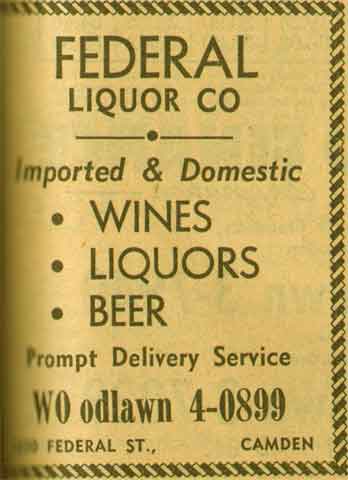 FEDERAL
LIQUOR CO
Imported & Domestic
• WINES
• LIQUORS
• BEER
Prompt Delivery Service
WO odlawn 4-0899
FEDERAL ST., CAMDEN